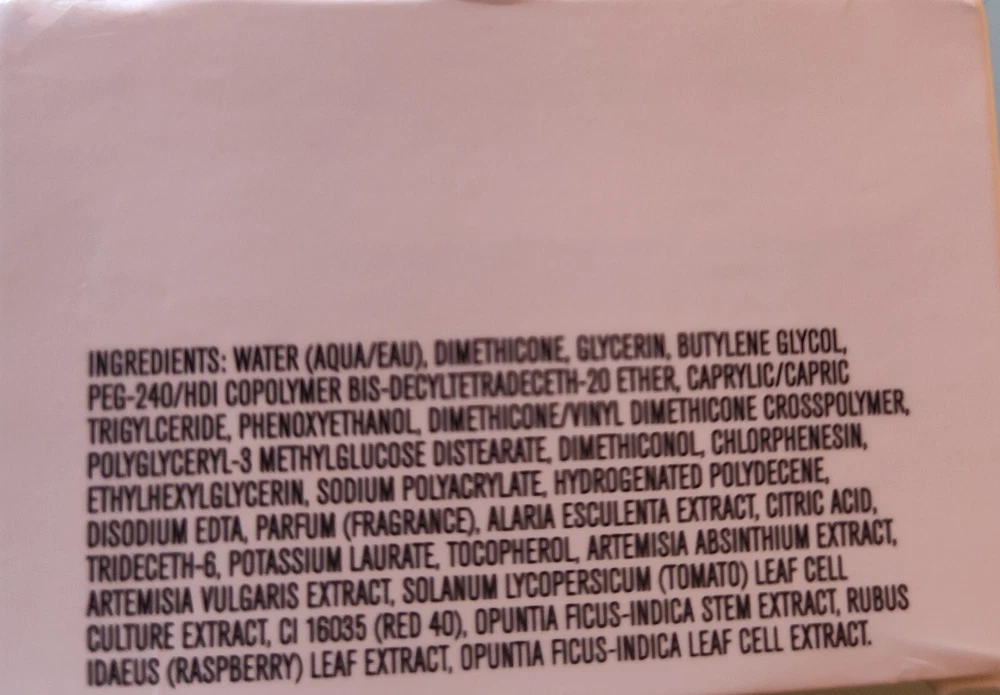 INGREDIENTS: WATER (AQUA/EAU), DIMETHICONE, GLYCERIN, BUTYLENE GLYCOL,
PEG-240/HDI COPOLYMER BIS-DECYLTETRADECETH-20 ETHER, CAPRYLIC/CAPRIC
TRIGYLCERIDE, PHENOXYETHANOL, DIMETHICONE/VINYL DIMETHICONE CROSSPOLYMER,
POLYGLYCERYL-3 METHYLGLUCOSE DISTEARATE, DIMETHICONOL, CHLORPHENESIN,
ETHYLHEXYLGLYCERIN, SODIUM POLYACRYLATE, HYDROGENATED POLYDECENE,
DISODIUM EDTA, PARFUM (FRAGRANCE), ALARIA ESCULENTA EXTRACT, CITRIC ACID,
TRIDECETH-6, POTASSIUM LAURATE, TOCOPHEROL, ARTEMISIA ABSINTHIUM EXTRACT,
ARTEMISIA VULGARIS EXTRACT, SOLANUM LYCOPERSICUM (TOMATO) LEAF CELL
CULTURE EXTRACT, CI 16035 (RED 40), OPUNTIA FICUS-INDICA STEM EXTRACT, RUBUS
IDAEUS (RASPBERRY) LEAF EXTRACT, OPUNTIA FICUS-INDICA LEAF CELL EXTRACT.